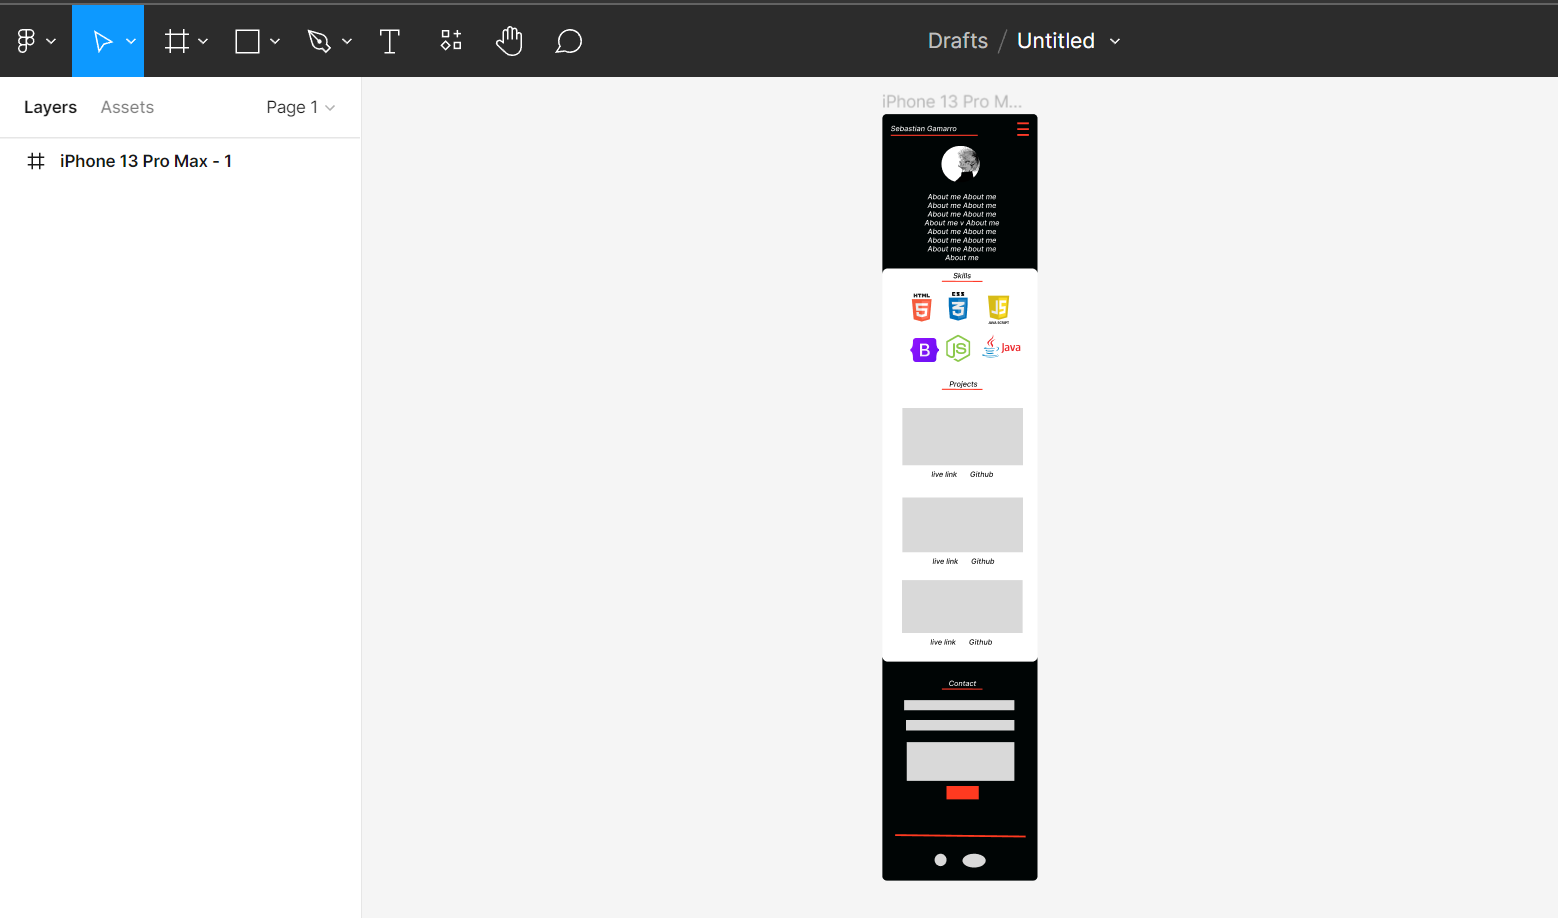 Drafts / Untitled
Layers Assets Page 1
iPhone 13 Pro Max - 1
iPhone 13 Pro M...
Sebastian Gamarro
About me About me
About me About me
About me About me
About me v About me
About me About me
About me About me
About me About me
About me
Skills
HTML 5
CSS 3
JS
JAVA SCRIPT
B
JS
Java
Projects
live link Github
live link Github
live link Github
Contact